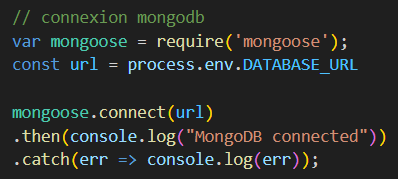 // connexion mongodb
var mongoose = require('mongoose');
const url = process.env.DATABASE_URL
mongoose.connect(url)
.then(console.log("MongoDB connected"))
.catch(err => console.log(err));